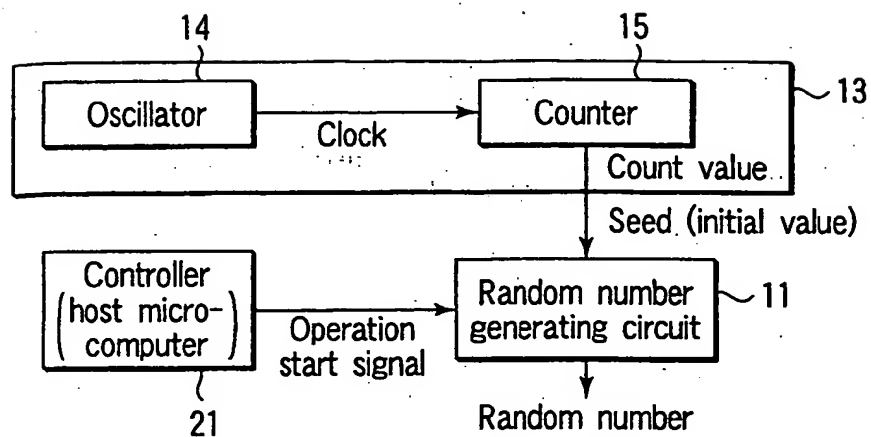 14
15
13
Oscillator
Clock
Counter
Count value
Seed (initial value)
Controller
(host micro-
computer)
Operation
start signal
Random number
generating circuit
11
21
Random number